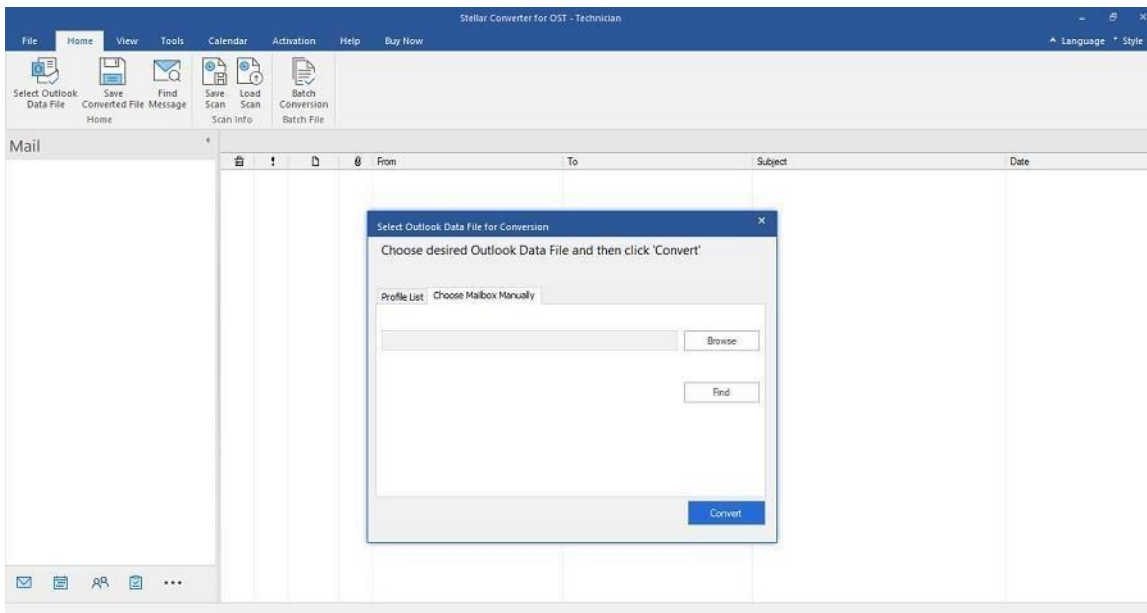 Stellar Converter for OST - Technician
File Home View Tools Calendar Activation Help Buy Now Language Style
Select Outlook Data File
Save Converted File
Find Message
Save Scan
Load Scan
Batch Conversion
Home Scan Info Batch File
Mail
From To Subject Date
Select Outlook Data File for Conversion
Choose desired Outlook Data File and then click 'Convert'
Profile List Choose Mailbox Manually
Browse
Find
Convert